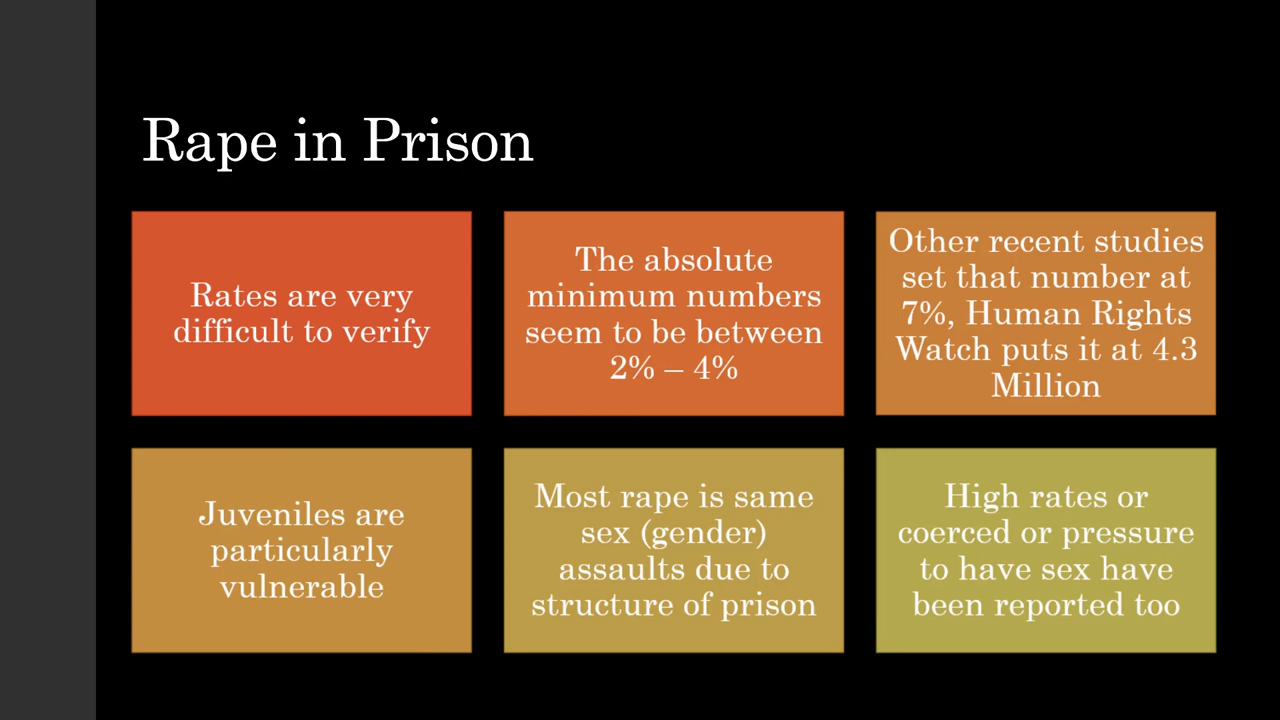 Rape in Prison
Rates are very
difficult to verify
The absolute
minimum numbers
seem to be between
2% – 4%
Other recent studies
set that number at
7%, Human Rights
Watch puts it at 4.3
Million
Juveniles are
particularly
vulnerable
Most rape is same
sex (gender)
assaults due to
structure of prison
High rates or
coerced or pressure
to have sex have
been reported too